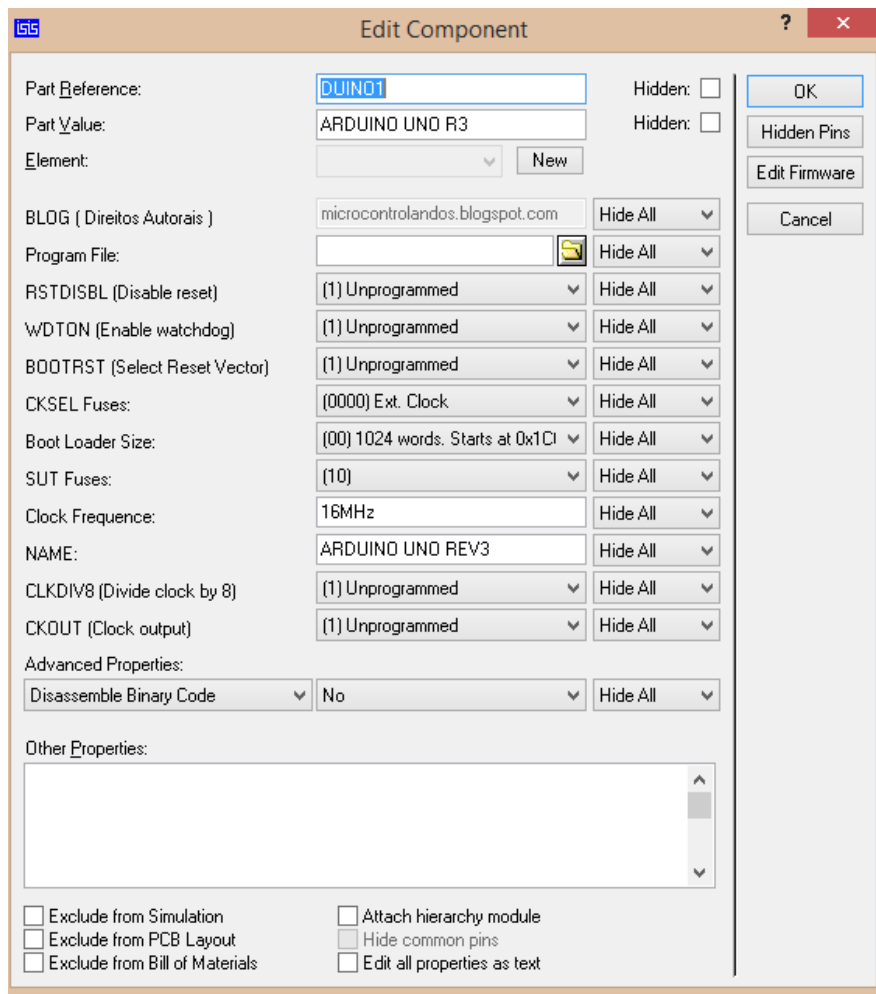 isis Edit Component ? ×
Part Reference: DUINO1 Hidden:
Part Value: ARDUINO UNO R3 Hidden:
Element: New
BLOG ( Direitos Autorais ) microcontrolandos.blogspot.com Hide All
Program File: Hide All
RSTDISBL (Disable reset) (1) Unprogrammed Hide All
WDTON (Enable watchdog) (1) Unprogrammed Hide All
BOOTRST (Select Reset Vector) (1) Unprogrammed Hide All
CKSEL Fuses: (0000) Ext. Clock Hide All
Boot Loader Size: (00) 1024 words. Starts at 0x1C Hide All
SUT Fuses: (10) Hide All
Clock Frequence: 16MHz Hide All
NAME: ARDUINO UNO REV3 Hide All
CLKDIV8 (Divide clock by 8) (1) Unprogrammed Hide All
CKOUT (Clock output) (1) Unprogrammed Hide All
Advanced Properties:
Disassemble Binary Code No Hide All
Other Properties:
Exclude from Simulation Attach hierarchy module
Exclude from PCB Layout Hide common pins
Exclude from Bill of Materials Edit all properties as text
OK
Hidden Pins
Edit Firmware
Cancel